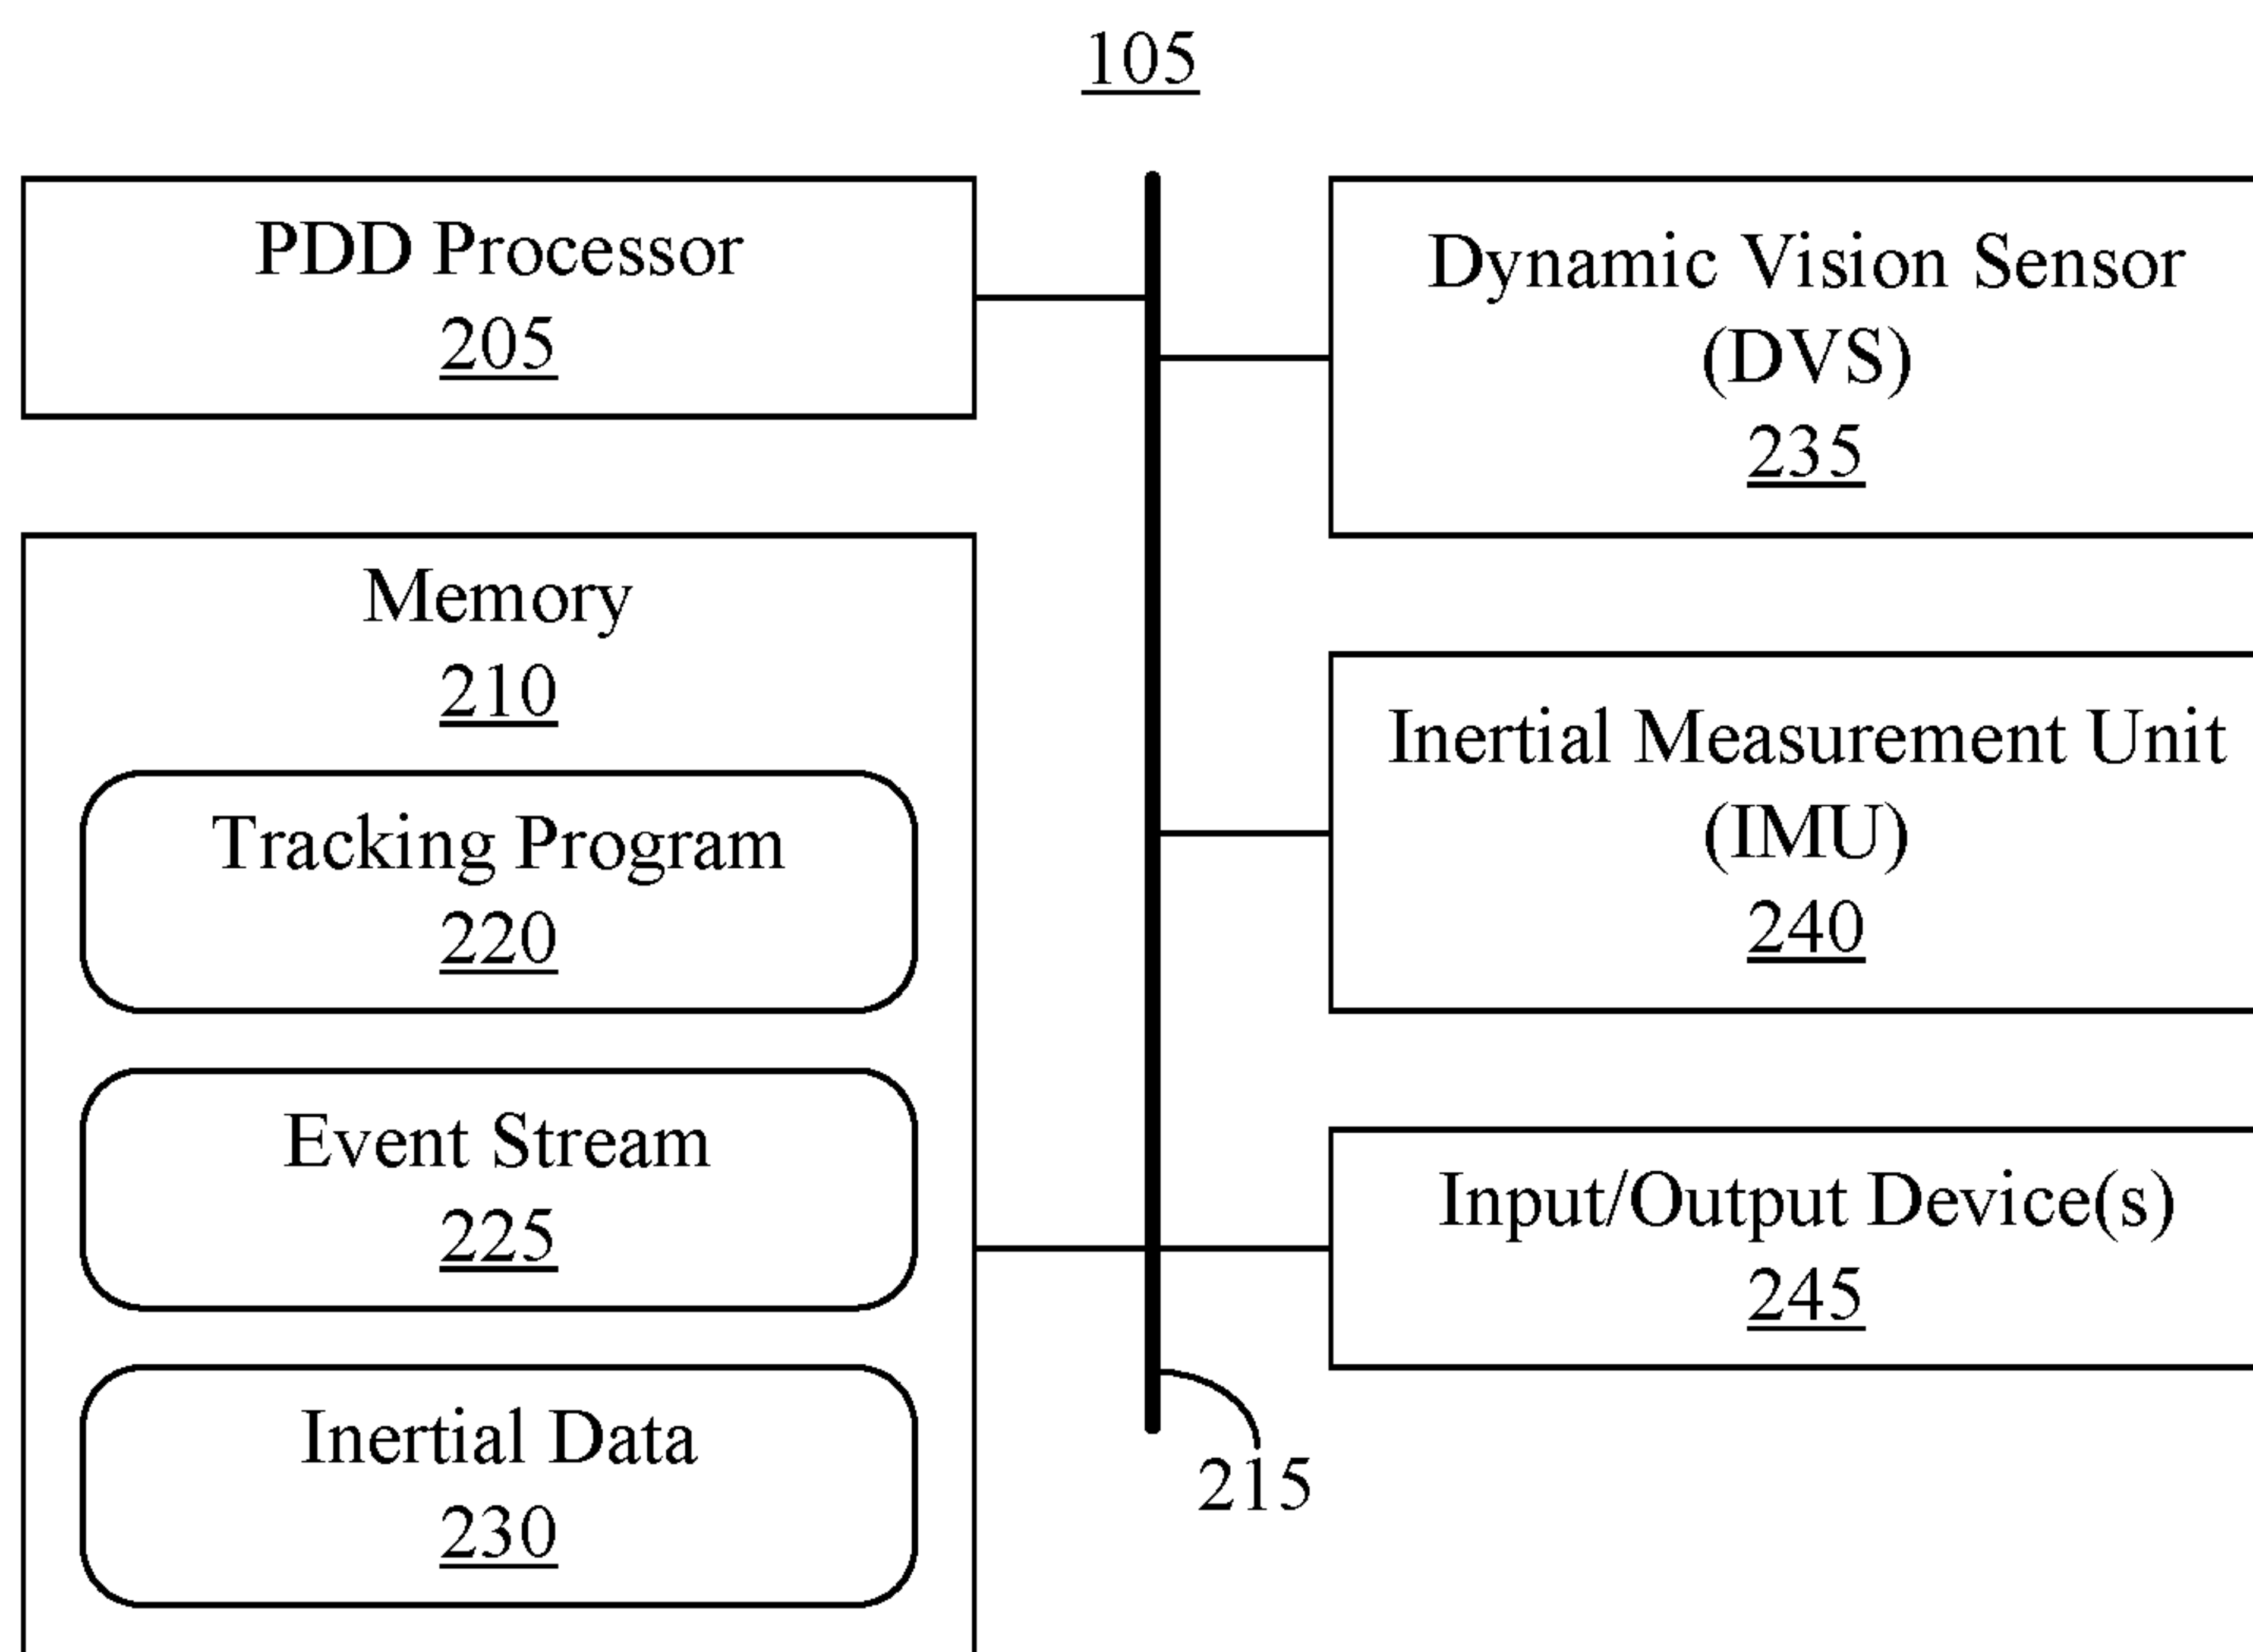 105
PDD Processor
205
Memory
210
Tracking Program
220
Event Stream
225
Inertial Data
230
Dynamic Vision Sensor
(DVS)
235
Inertial Measurement Unit
(IMU)
240
Input/Output Device(s)
245
215